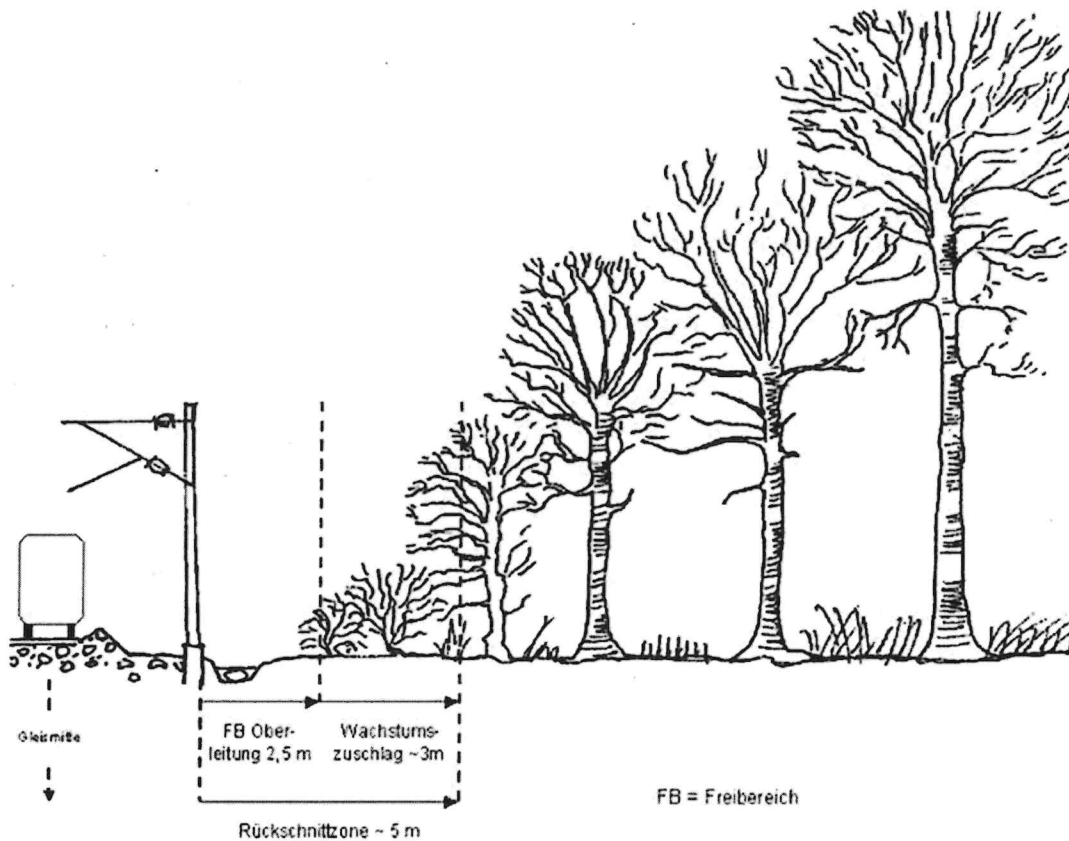 Gleismitte
FB Ober-
leitung 2,5 m
Wachstums-
zuschlag ~3m
FB = Freibereich
Rückschnittzone ~ 5 m